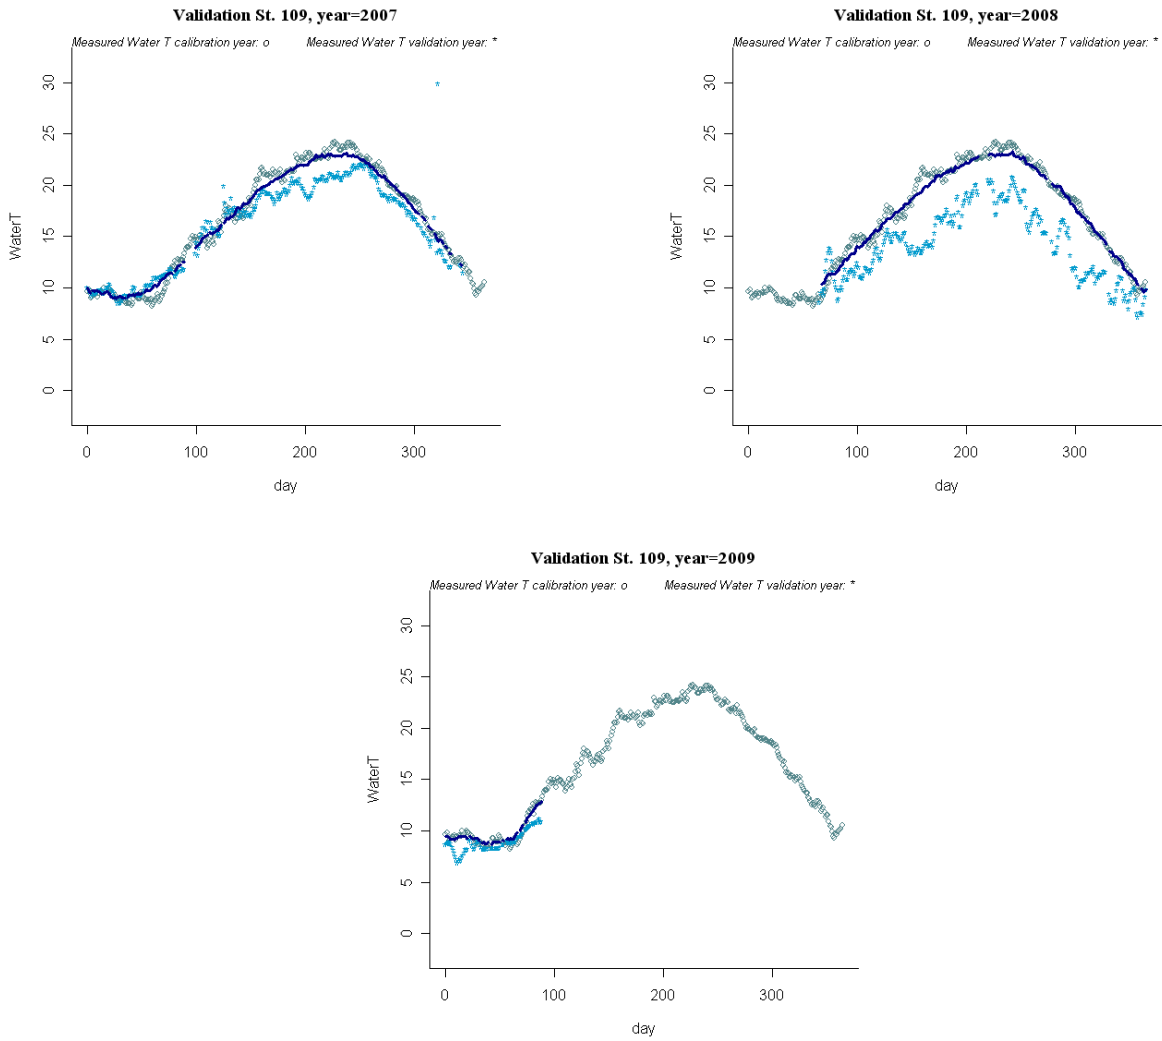 Validation St. 109, year=2007
Measured Water T calibration year: o Measured Water T validation year: *
WaterT
30
25
20
15
10
5
0
0 100 200 300
day
Validation St. 109, year=2008
Measured Water T calibration year: o Measured Water T validation year: *
WaterT
30
25
20
15
10
5
0
0 100 200 300
day
Validation St. 109, year=2009
Measured Water T calibration year: o Measured Water T validation year: *
WaterT
30
25
20
15
10
5
0
0 100 200 300
day